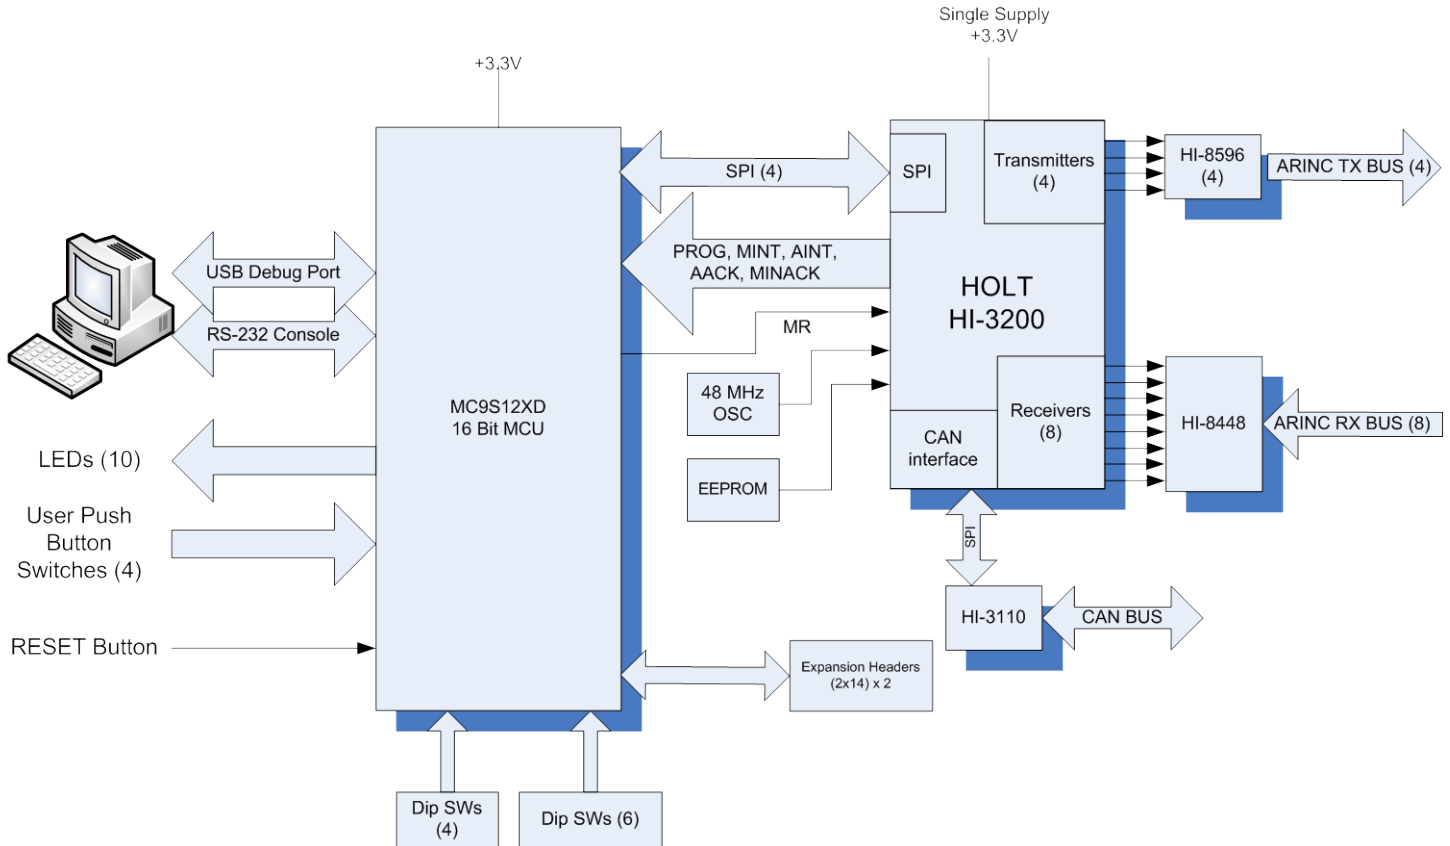 Single Supply
+3.3V
+3.3V
SPI (4)
SPI
Transmitters
(4)
HI-8596
(4)
ARINC TX BUS (4)
PROG, MINT, AINT,
AACK, MINACK
HOLT
HI-3200
USB Debug Port
RS-232 Console
MR
48 MHz
OSC
MC9S12XD
16 Bit MCU
Receivers
(8)
HI-8448
ARINC RX BUS (8)
CAN
interface
LEDs (10)
EEPROM
User Push
Button
Switches (4)
SPI
HI-3110
CAN BUS
RESET Button
Expansion Headers
(2x14) x 2
Dip SWs
(4)
Dip SWs (6)